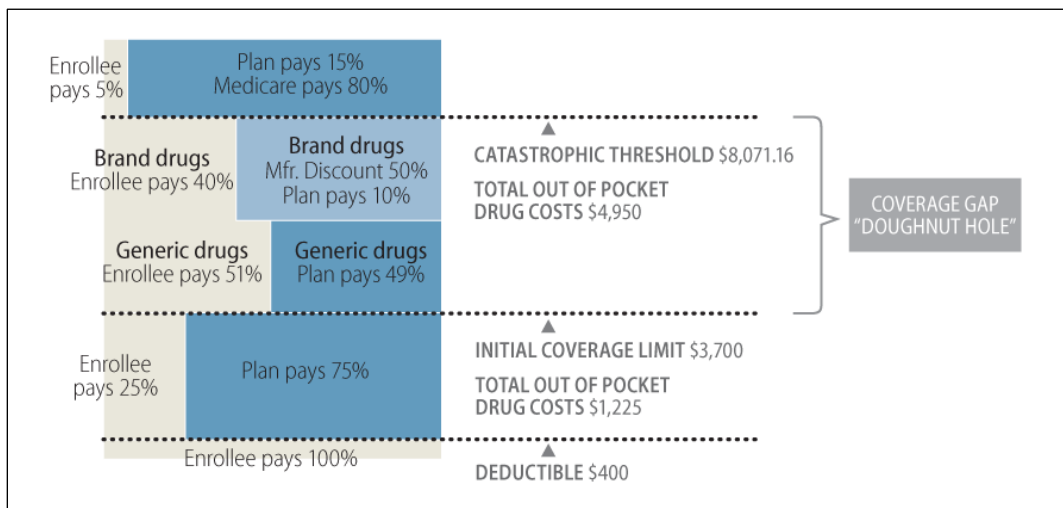 Enrollee
pays 5%
Plan pays 15%
Medicare pays 80%
Brand drugs
Enrollee pays 40%
Brand drugs
Mfr. Discount 50%
Plan pays 10%
CATASTROPHIC THRESHOLD $8,071.16
TOTAL OUT OF POCKET
DRUG COSTS $4,950
COVERAGE GAP
"DOUGHNUT HOLE"
Generic drugs
Enrollee pays 51%
Generic drugs
Plan pays 49%
Enrollee
pays 25%
Plan pays 75%
INITIAL COVERAGE LIMIT $3,700
TOTAL OUT OF POCKET
DRUG COSTS $1,225
Enrollee pays 100%
DEDUCTIBLE $400